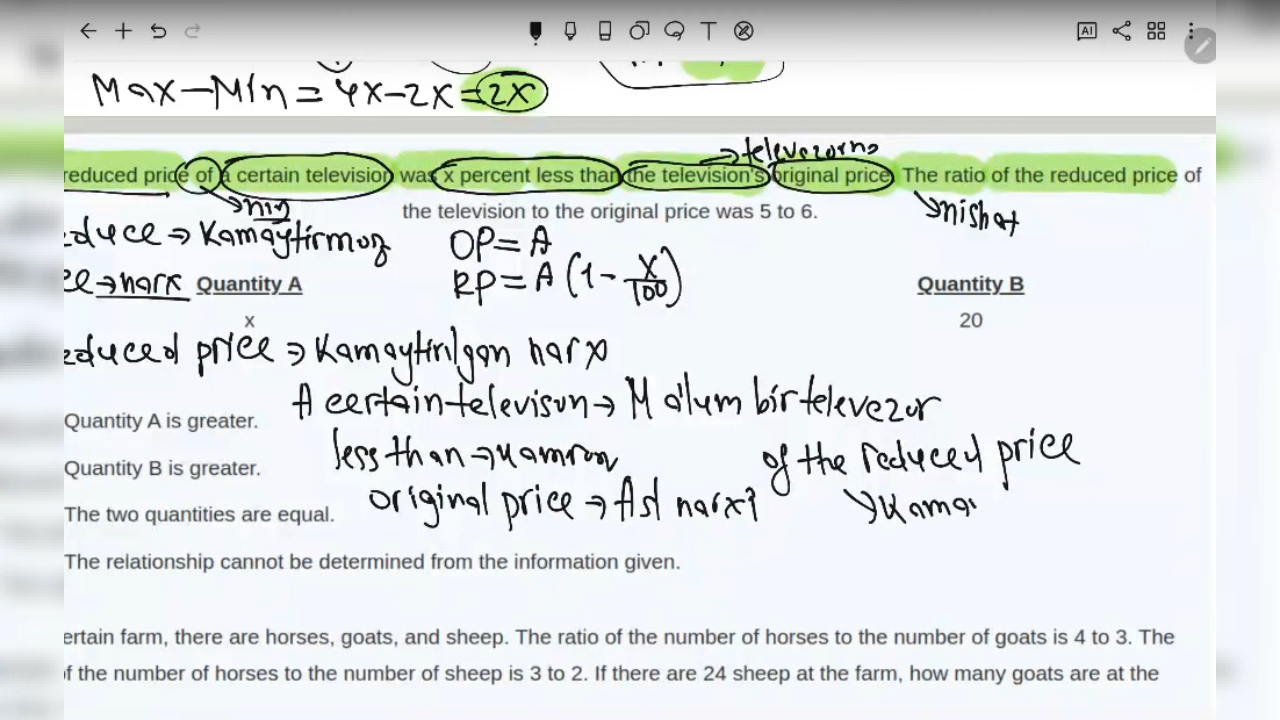 Max-Min = 4x-2x = 2x
→ televezorni
reduced price of a certain television was x percent less than the television's original price. The ratio of the reduced price of
→ ning
the television to the original price was 5 to 6.
→ nisbat
educe ⇒ Kamaytirmoq
OP = A
ce → narx
Quantity A
RP = A (1 - x/100)
Quantity B
x
20
educed price ⇒ Kamaytirilgan narx
A certain televisun → Ma'lum bir televezor
Quantity A is greater.
less than →
of the reduced price
Quantity B is greater.
original price → Asl narxi
→ Kama
The two quantities are equal.
The relationship cannot be determined from the information given.
ertain farm, there are horses, goats, and sheep. The ratio of the number of horses to the number of goats is 4 to 3. The
f the number of horses to the number of sheep is 3 to 2. If there are 24 sheep at the farm, how many goats are at the